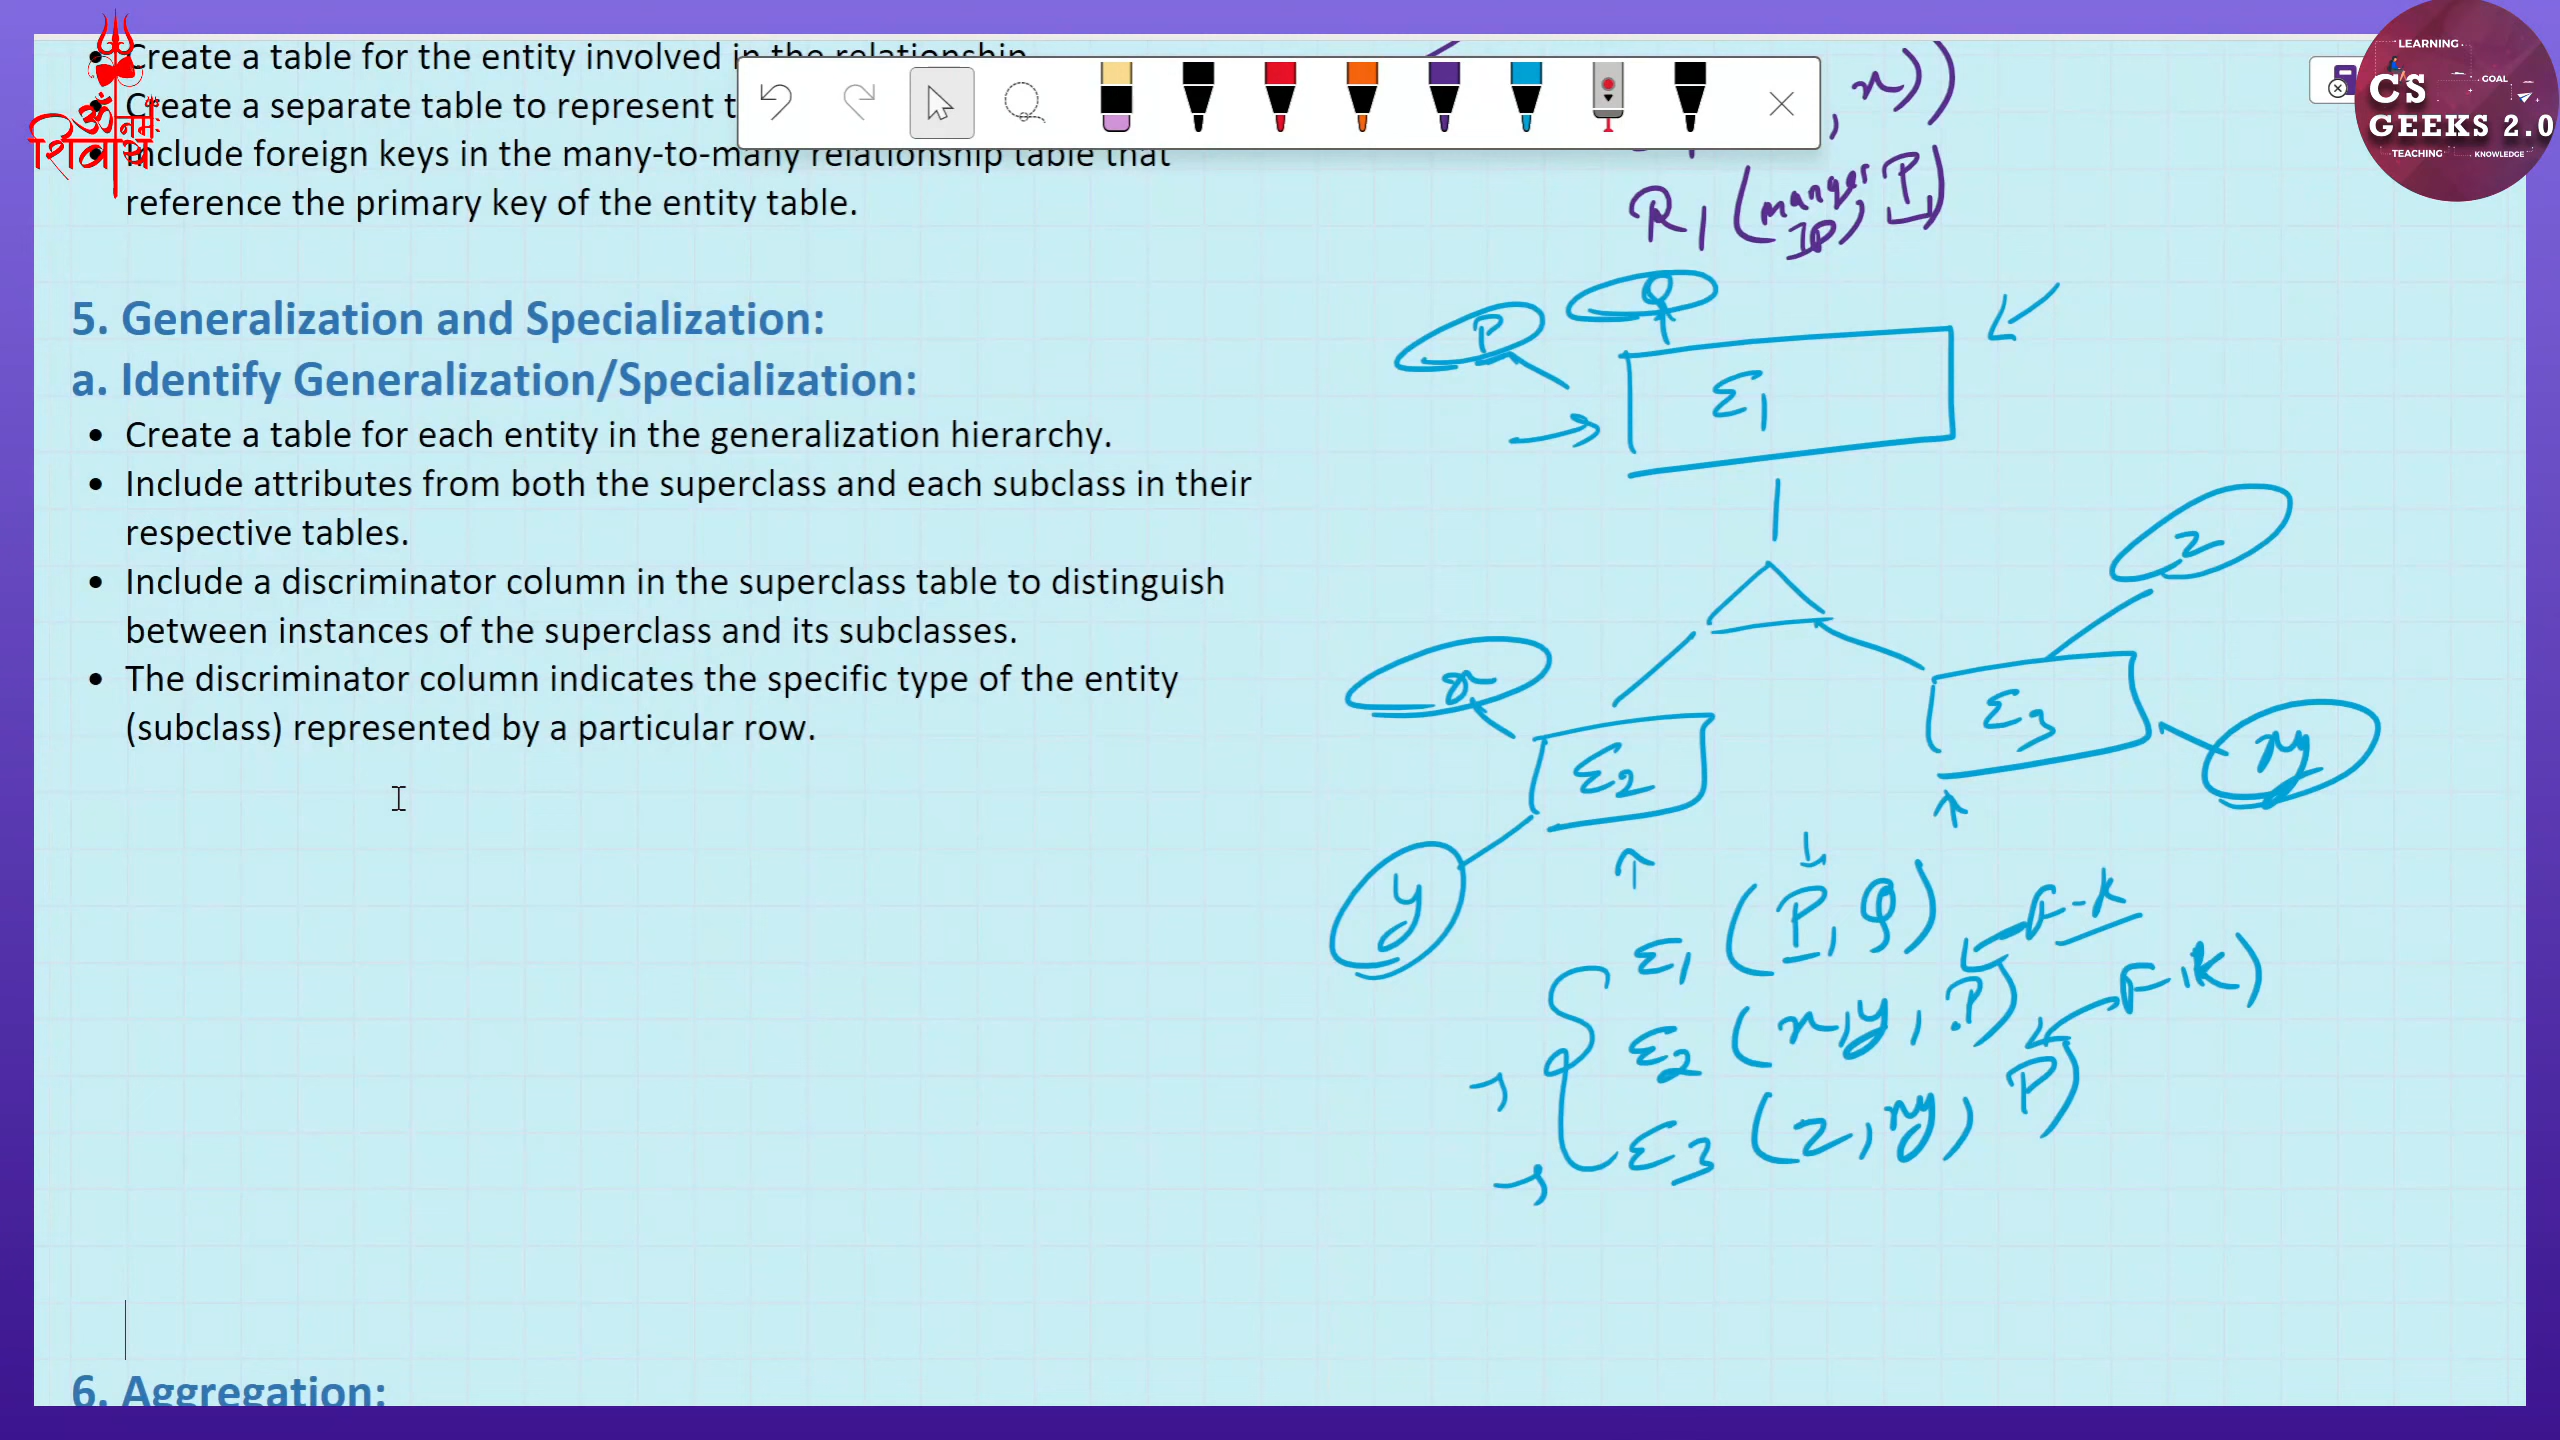 Create a table for the entity involved in the relationship
Create a separate table to represent t
Include foreign keys in the many-to-many relationship table that
reference the primary key of the entity table.
5. Generalization and Specialization:
a. Identify Generalization/Specialization:
Create a table for each entity in the generalization hierarchy.
Include attributes from both the superclass and each subclass in their
respective tables.
Include a discriminator column in the superclass table to distinguish
between instances of the superclass and its subclasses.
The discriminator column indicates the specific type of the entity
(subclass) represented by a particular row.
6. Aggregation:
ॐ नमः
शिवाय
LEARNING
GOAL
CS
GEEKS 2.0
TEACHING
KNOWLEDGE
, x))
R1 (manger
ID, P)
P
Q
E1
z
x
E2
E3
xy
y
E1 (P, Q)
F-k
E2 (x, y, P)
F.K)
E3 (z, xy, P)